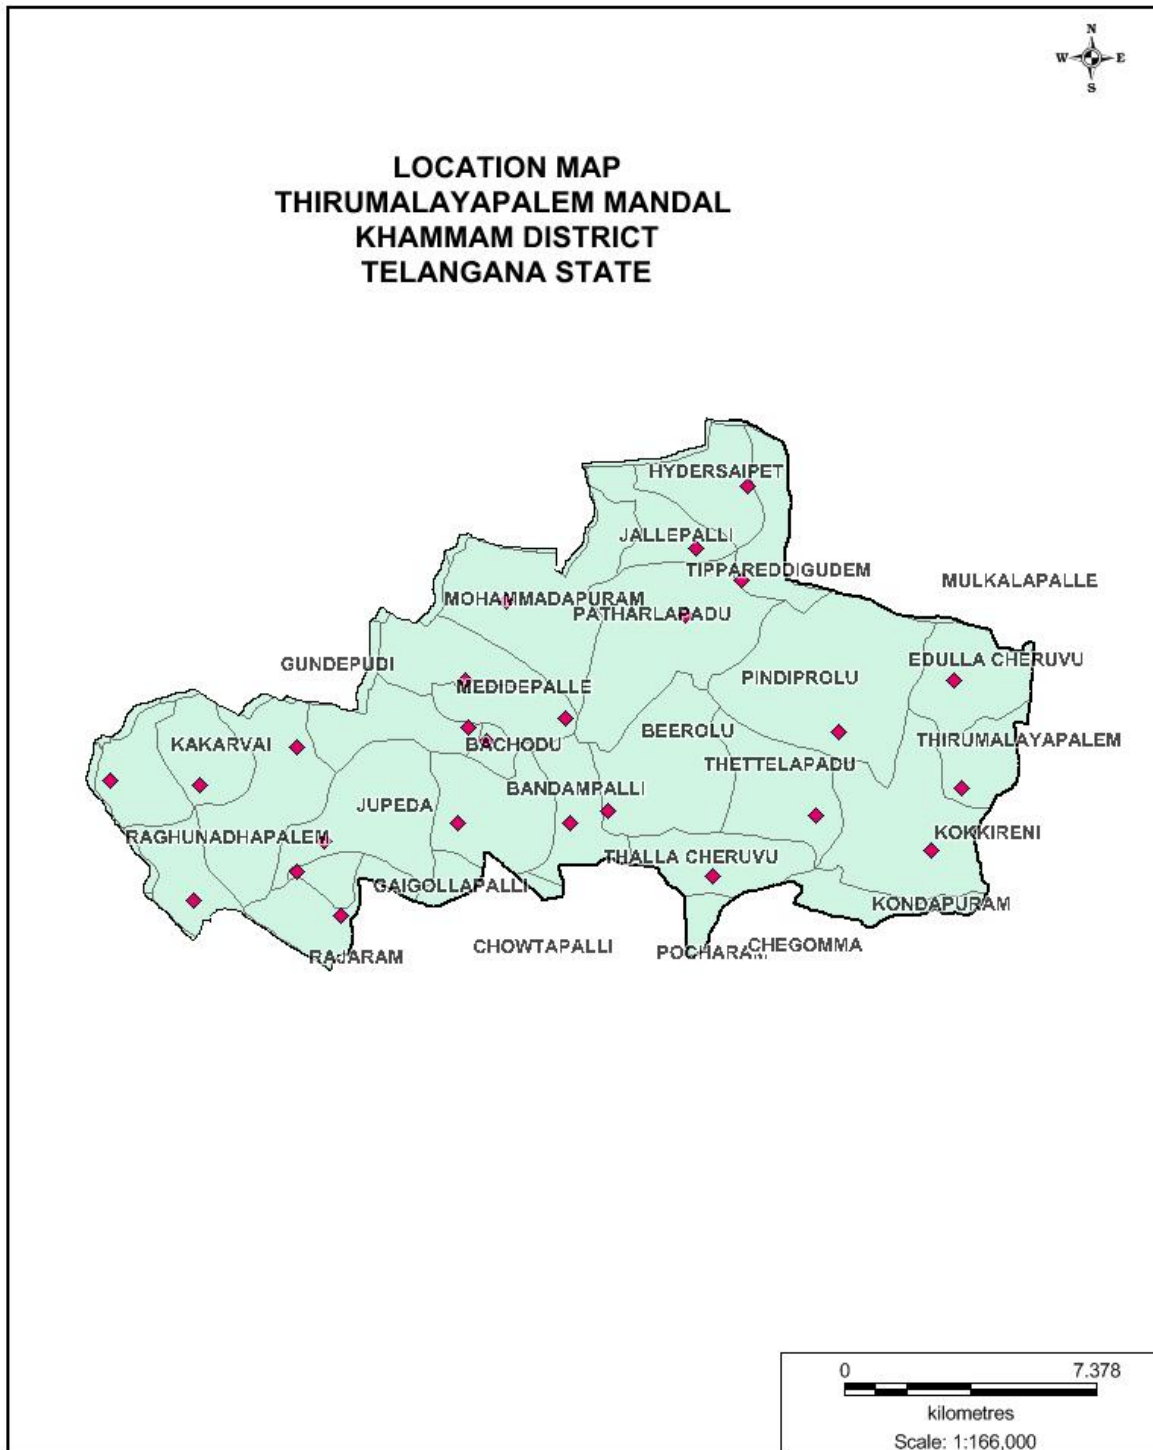 N
W E
S
LOCATION MAP
THIRUMALAYAPALEM MANDAL
KHAMMAM DISTRICT
TELANGANA STATE
HYDERSAIPET
JALLEPALLI
TIPPAREDDIGUDEM
MULKALAPALLE
MOHAMMADAPURAM
PATHARLAPADU
GUNDEPUDI
EDULLA CHERUVU
PINDIPROLU
MEDIDEPALLE
BEEROLU
KAKARVAI
BACHODU
THIRUMALAYAPALEM
THETTELAPADU
BANDAMPALLI
JUPEDA
RAGHUNADHAPALEM
KOKKIRENI
THALLA CHERUVU
GAIGOLLAPALLI
KONDAPURAM
CHOWTAPALLI
POCHARAM
CHEGOMMA
RAJARAM
0 7.378
kilometres
Scale: 1:166,000